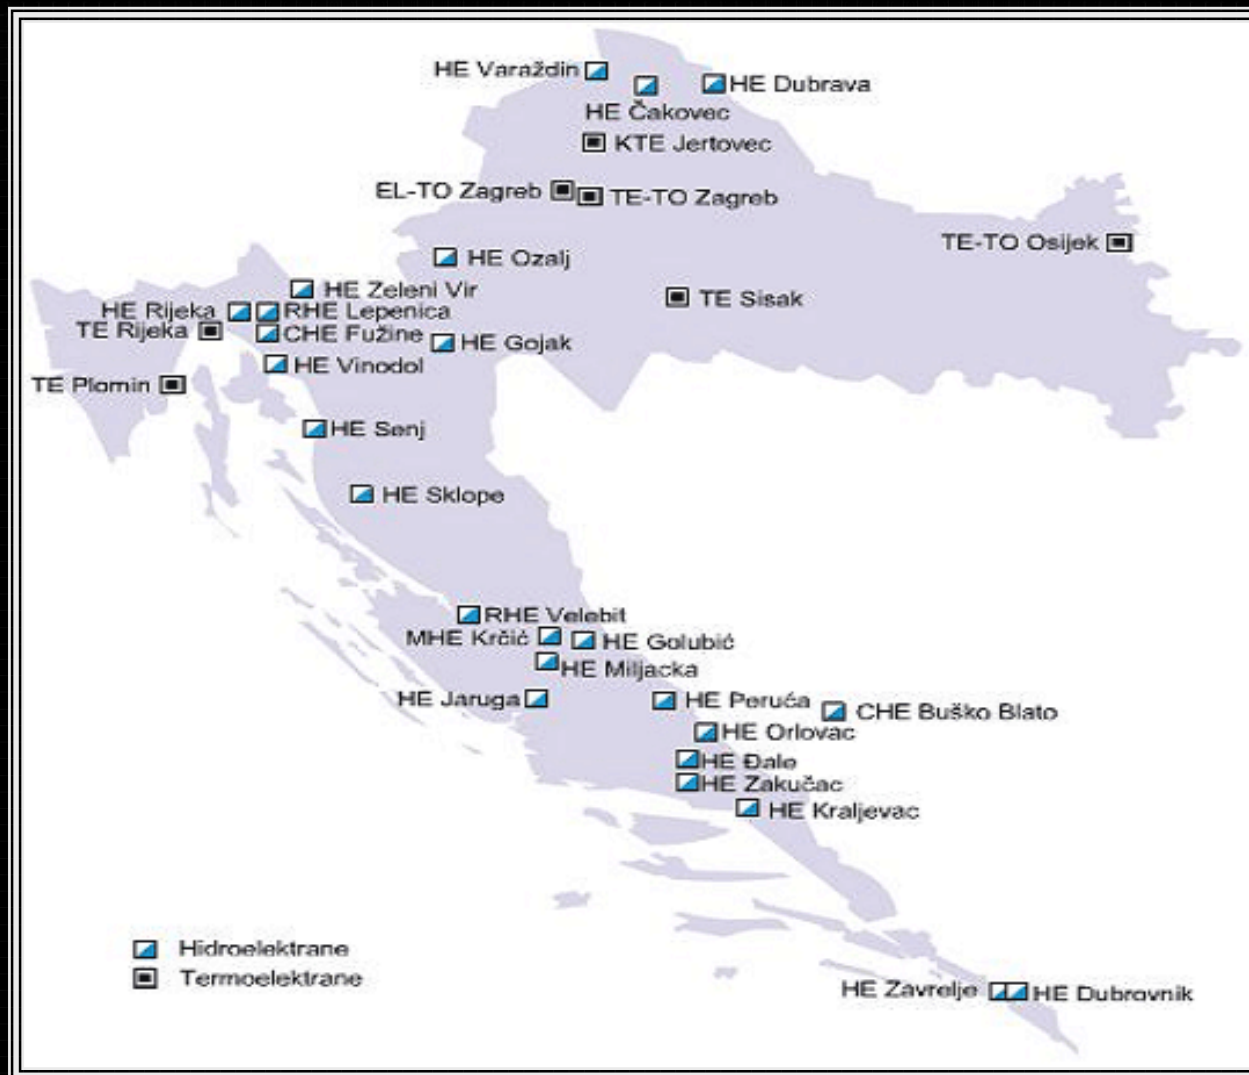 HE Varaždin
HE Dubrava
HE Čakovec
KTE Jertovec
EL-TO Zagreb
TE-TO Zagreb
TE-TO Osijek
HE Ozalj
HE Zeleni Vir
TE Sisak
HE Rijeka
RHE Lepenica
TE Rijeka
CHE Fužine
HE Gojak
HE Vinodol
TE Plomin
HE Senj
HE Sklope
RHE Velebit
MHE Krčić
HE Golubić
HE Miljacka
HE Jaruga
HE Peruća
CHE Buško Blato
HE Orlovac
HE Đale
HE Zakučac
HE Kraljevac
Hidroelektrane
Termoelektrane
HE Zavrelje
HE Dubrovnik